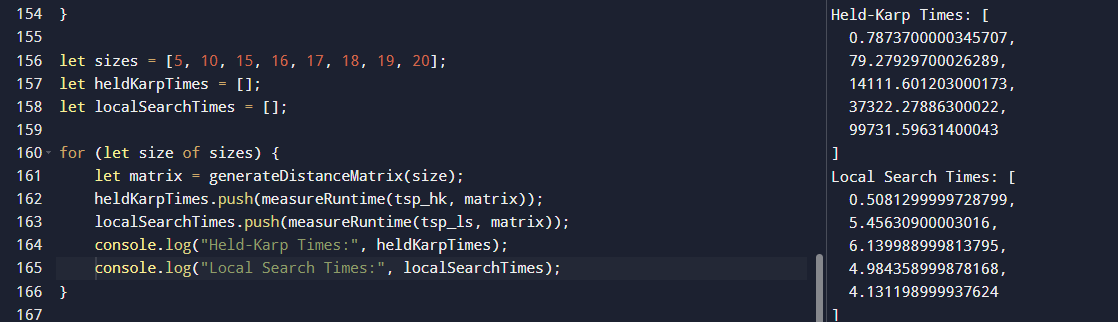 154 }
155
156 let sizes = [5, 10, 15, 16, 17, 18, 19, 20];
157 let heldKarpTimes = [];
158 let localSearchTimes = [];
159
160 for (let size of sizes) {
161 let matrix = generateDistanceMatrix(size);
162 heldKarpTimes.push(measureRuntime(tsp_hk, matrix));
163 localSearchTimes.push(measureRuntime(tsp_ls, matrix));
164 console.log("Held-Karp Times:", heldKarpTimes);
165 console.log("Local Search Times:", localSearchTimes);
166 }
167
Held-Karp Times: [
0.7873700000345707,
79.27929700026289,
14111.601203000173,
37322.27886300022,
99731.59631400043
]
Local Search Times: [
0.5081299999728799,
5.45630900003016,
6.139988999813795,
4.984358999878168,
4.131198999937624
]